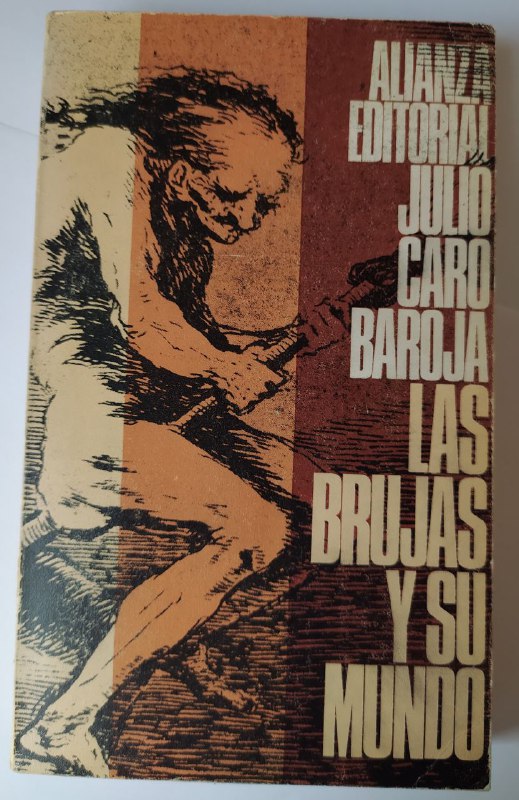 ALIANZA
EDITORIAL
JULIO
CARO
BAROJA
LAS
BRUJAS
Y SU
MUNDO